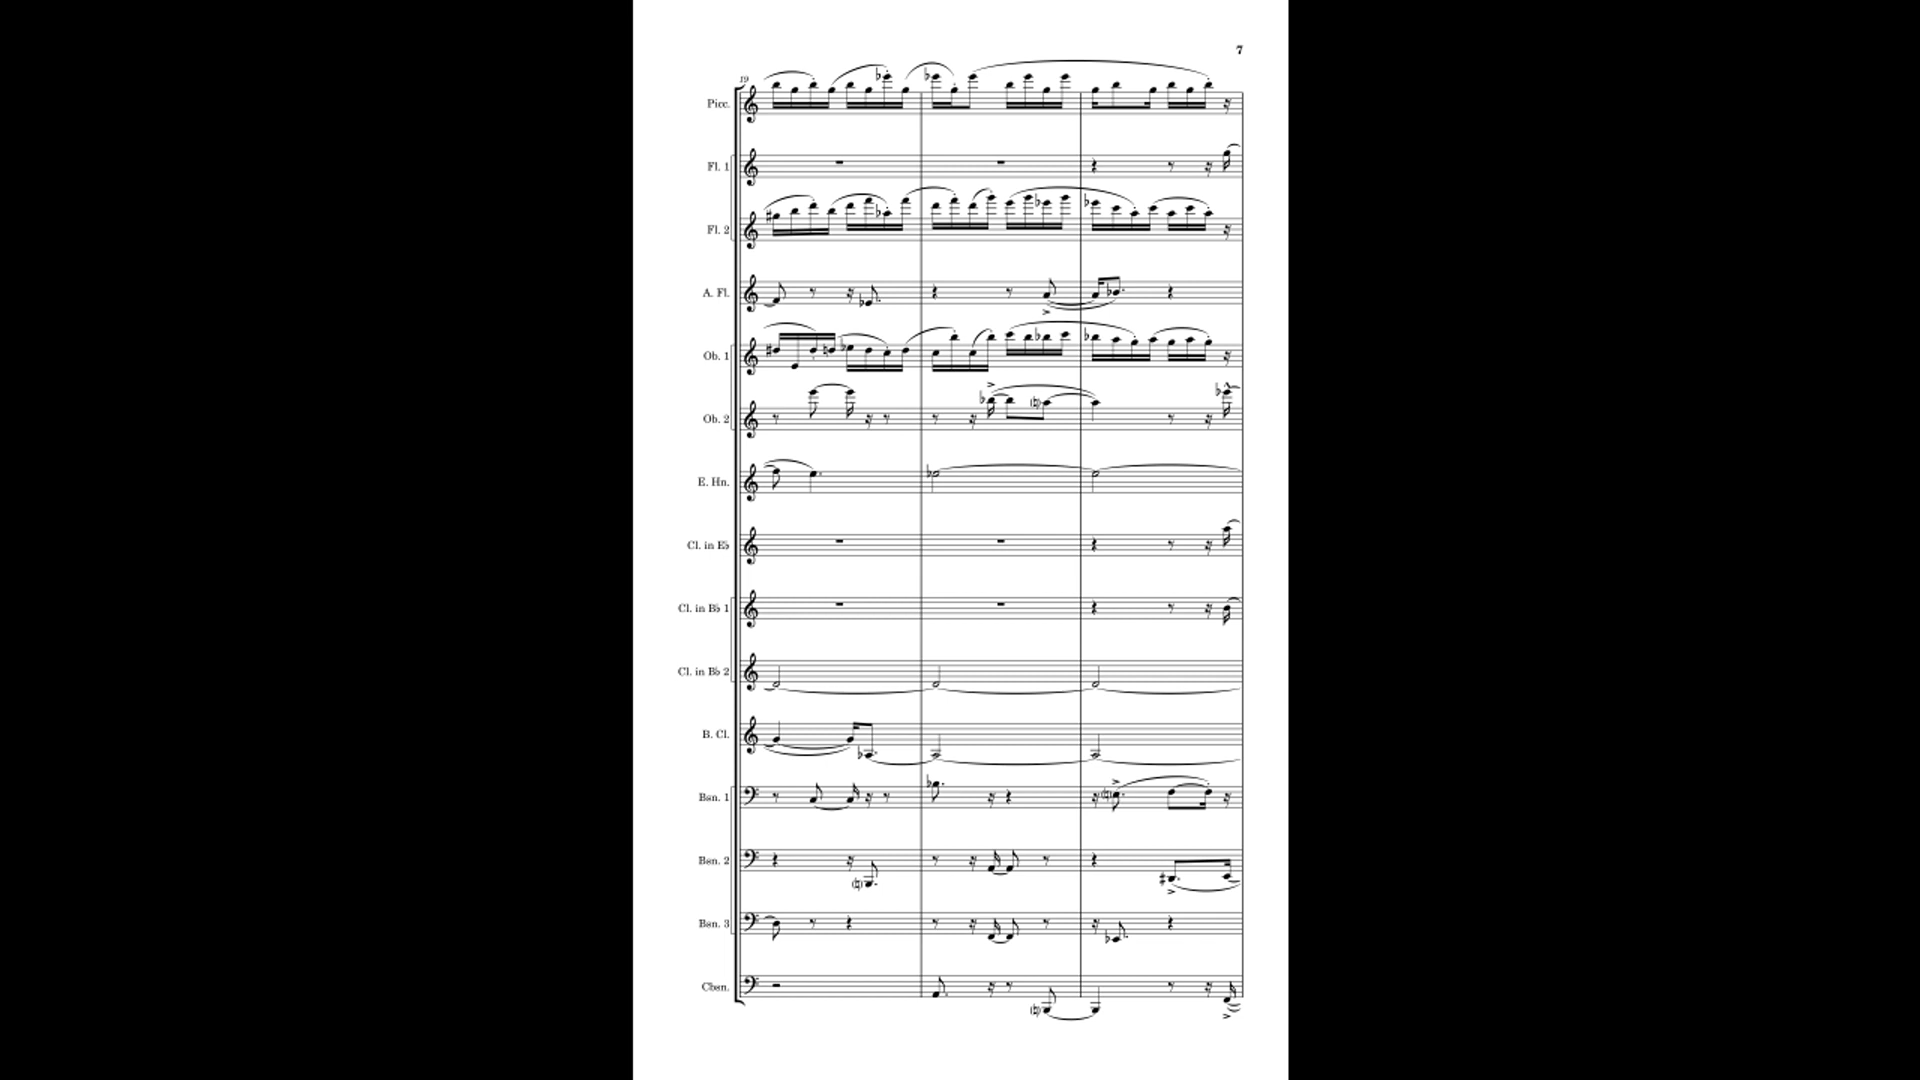 7
19
Picc.
Fl. 1
Fl. 2
A. Fl.
Ob. 1
Ob. 2
E. Hn.
Cl. in E♭
Cl. in B♭ 1
Cl. in B♭ 2
B. Cl.
Bsn. 1
Bsn. 2
Bsn. 3
Cbsn.